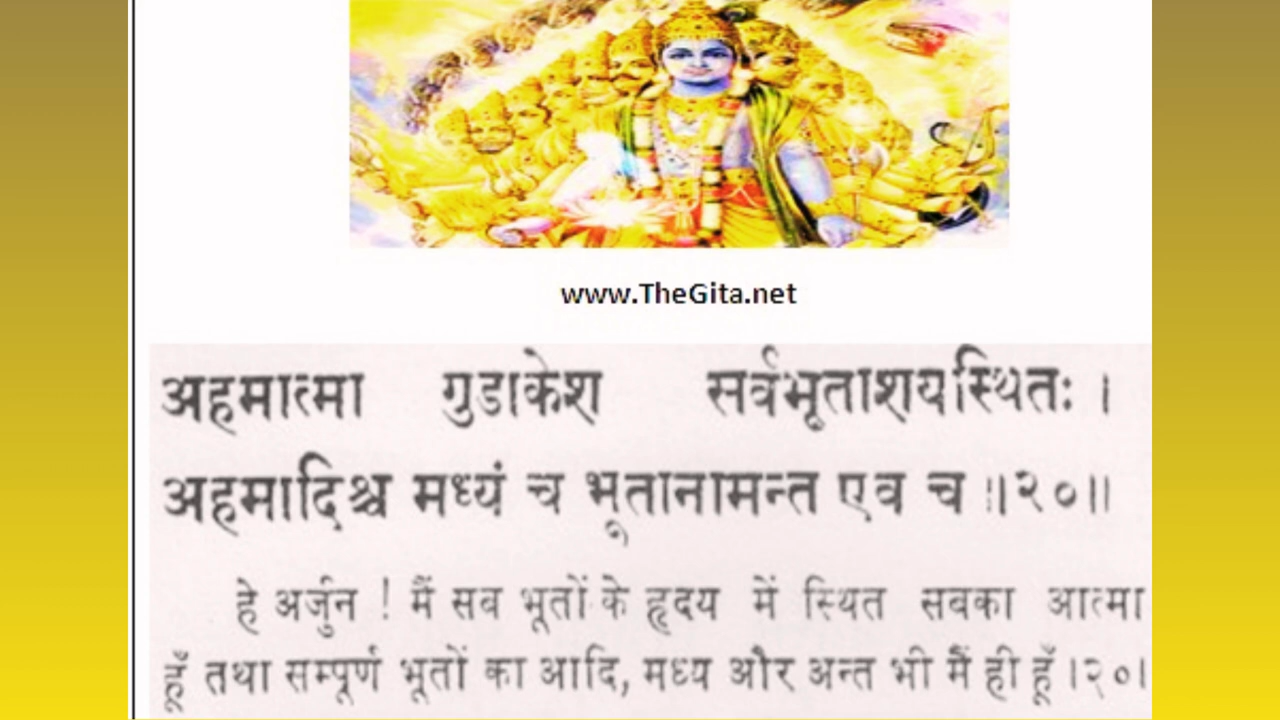 www.TheGita.net
अहमात्मा गुडाकेश सर्वभूताशयस्थितः ।
अहमादिश्च मध्यं च भूतानामन्त एव च ॥२०॥
हे अर्जुन ! मैं सब भूतों के हृदय में स्थित सबका आत्मा
हूँ तथा सम्पूर्ण भूतों का आदि, मध्य और अन्त भी मैं ही हूँ ।२०।